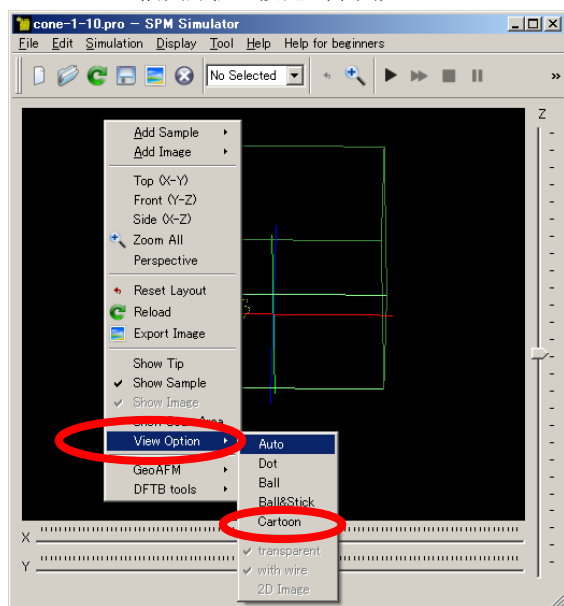 cone-1-10.pro − SPM Simulator
File Edit Simulation Display Tool Help Help for beginners
No Selected
»
Z
Add Sample
Add Image
Top (X-Y)
Front (Y-Z)
Side (X-Z)
Zoom All
Perspective
Reset Layout
Reload
Export Image
Show Tip
Show Sample
Show Image
View Option
GeoAFM
DFTB tools
Auto
Dot
Ball
Ball&Stick
Cartoon
transparent
with wire
2D Image
X
Y